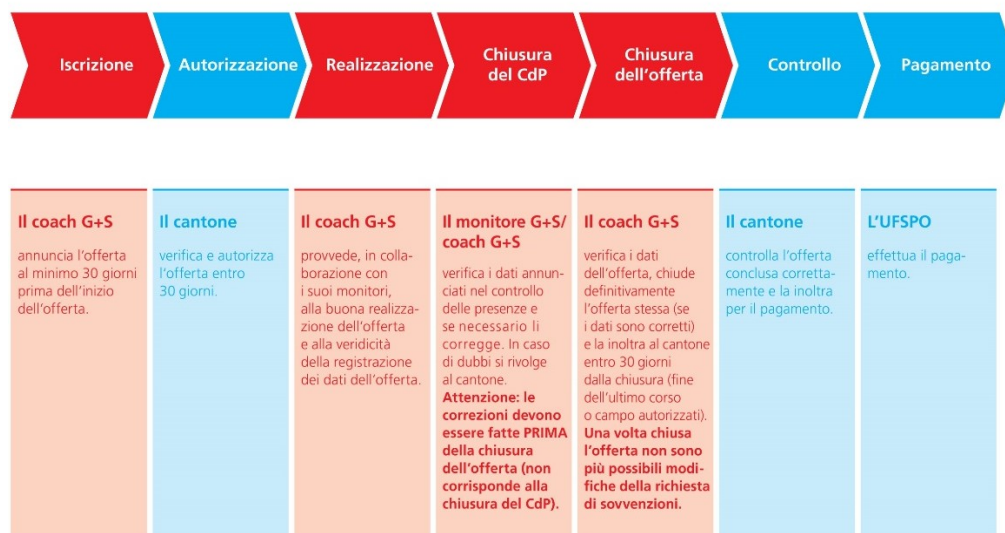 Iscrizione
Autorizzazione
Realizzazione
Chiusura
del CdP
Chiusura
dell'offerta
Controllo
Pagamento
Il coach G+S
annuncia l'offerta
al minimo 30 giorni
prima dell'inizio
dell'offerta.
Il cantone
verifica e autorizza
l'offerta entro
30 giorni.
Il coach G+S
provvede, in colla-
borazione con
i suoi monitori,
alla buona realizza-
zione dell'offerta
e alla veridicità
della registrazione
dei dati dell'offerta.
Il monitore G+S/
coach G+S
verifica i dati annun-
ciati nel controllo
delle presenze e
se necessario li
corregge. In caso
di dubbi si rivolge
al cantone.
Attenzione: le
correzioni devono
essere fatte PRIMA
della chiusura
dell'offerta (non
corrisponde alla
chiusura del CdP).
Il coach G+S
verifica i dati
dell'offerta, chiude
definitivamente
l'offerta stessa (se
i dati sono corretti)
e la inoltra al cantone
entro 30 giorni
dalla chiusura (fine
dell'ultimo corso
o campo autorizzati).
Una volta chiusa
l'offerta non sono
più possibili modi-
fiche della richiesta
di sovvenzioni.
Il cantone
controlla l'offerta
conclusa corretta-
mente e la inoltra
per il pagamento.
L'UFSPO
effettua il paga-
mento.